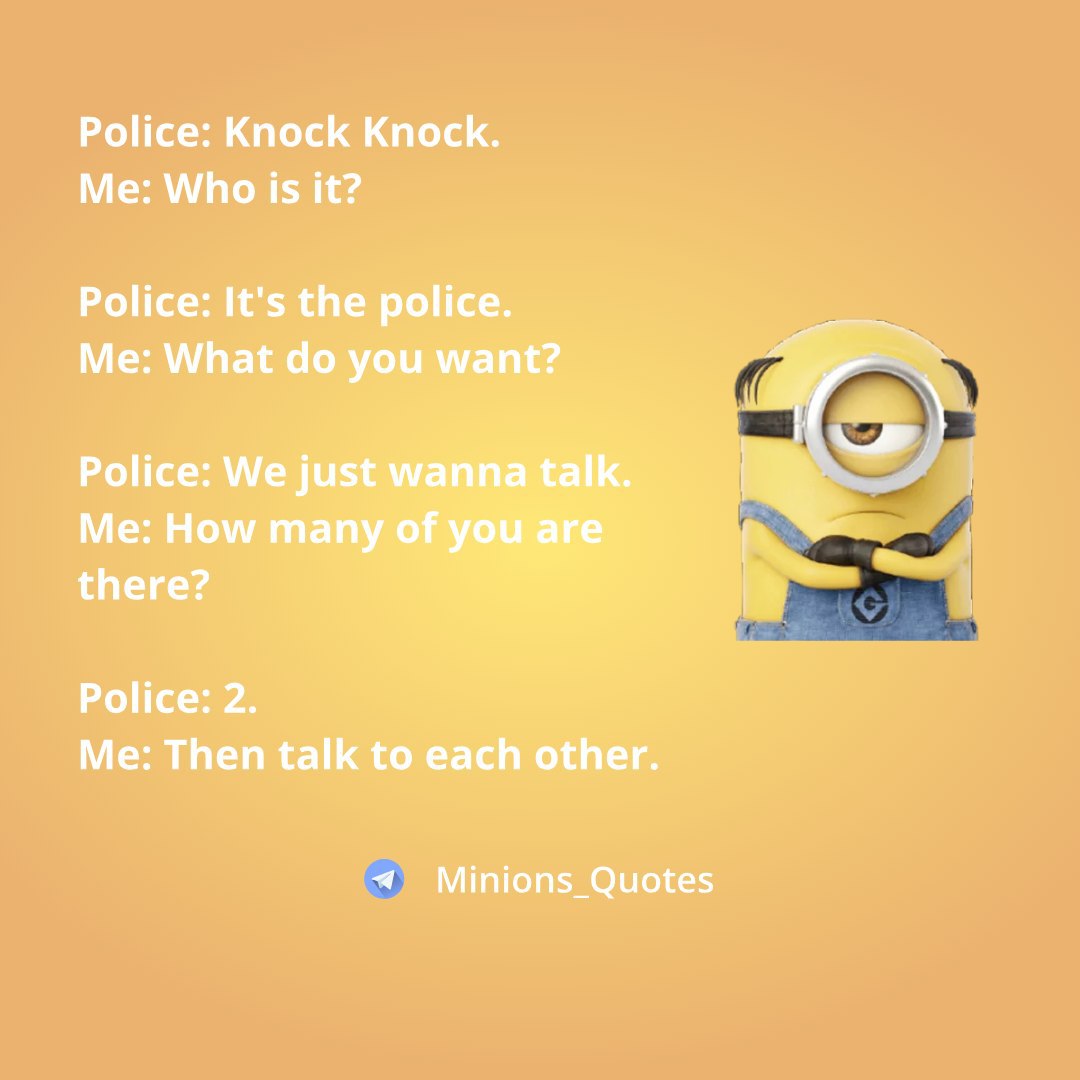 Police: Knock Knock.
Me: Who is it?
Police: It's the police.
Me: What do you want?
Police: We just wanna talk.
Me: How many of you are
there?
Police: 2.
Me: Then talk to each other.
Minions_Quotes